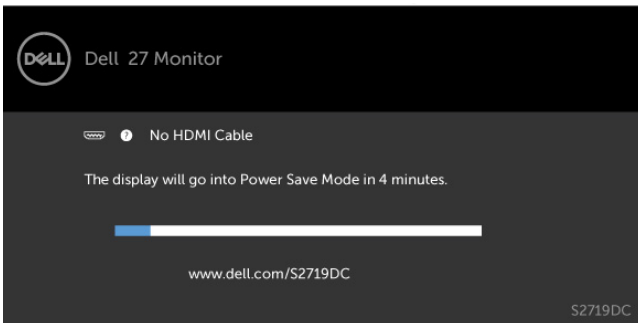 DELL
Dell 27 Monitor
? No HDMI Cable
The display will go into Power Save Mode in 4 minutes.
www.dell.com/S2719DC
S2719DC